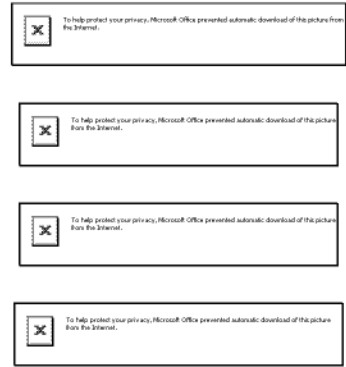 To help protect your privacy, Microsoft Office prevented automatic download of this picture from
the Internet.
To help protect your privacy, Microsoft Office prevented automatic download of this picture
from the Internet.
To help protect your privacy, Microsoft Office prevented automatic download of this picture
from the Internet.
To help protect your privacy, Microsoft Office prevented automatic download of this picture
from the Internet.